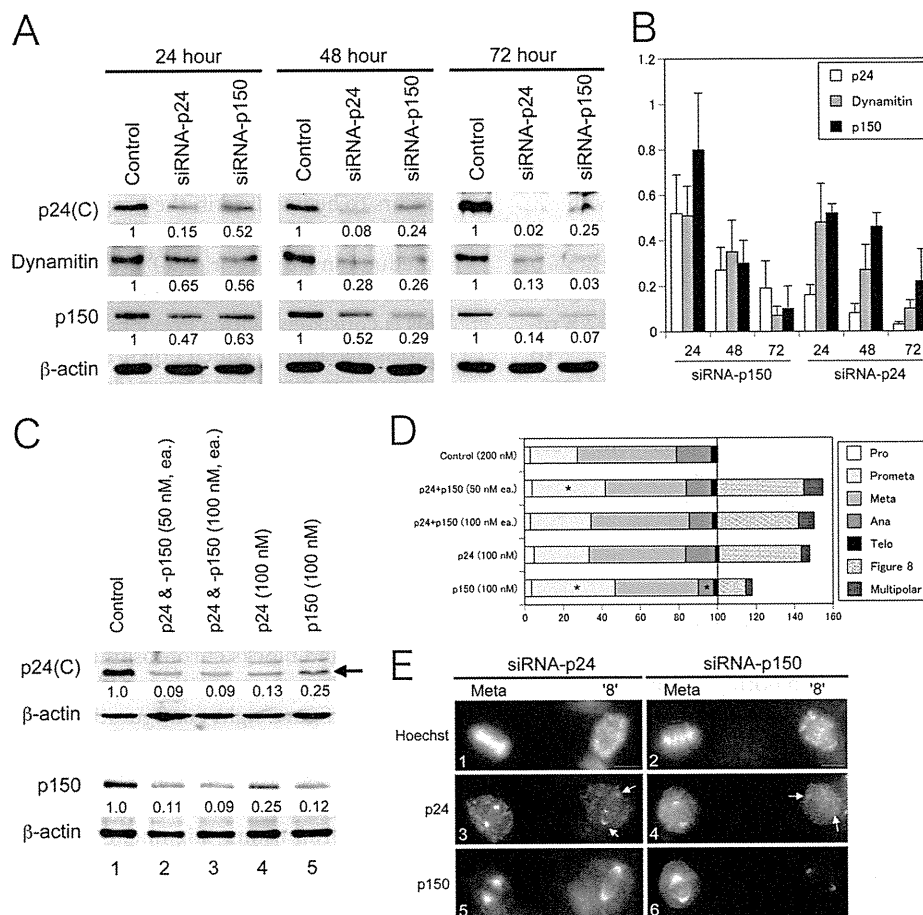 A
24 hour 48 hour 72 hour
Control siRNA-p24 siRNA-p150 Control siRNA-p24 siRNA-p150 Control siRNA-p24 siRNA-p150
p24(C)
1 0.15 0.52 1 0.08 0.24 1 0.02 0.25
Dynamitin
1 0.65 0.56 1 0.28 0.26 1 0.13 0.03
p150
1 0.47 0.63 1 0.52 0.29 1 0.14 0.07
β-actin
B
1.2
1
0.8
0.6
0.4
0.2
0
p24
Dynamitin
p150
24 48 72 24 48 72
siRNA-p150 siRNA-p24
C
Control
p24 & -p150 (50 nM, ea.)
p24 & -p150 (100 nM, ea.)
p24 (100 nM)
p150 (100 nM)
p24(C)
1.0 0.09 0.09 0.13 0.25
β-actin
p150
1.0 0.11 0.09 0.25 0.12
β-actin
1 2 3 4 5
D
Control (200 nM)
p24+p150 (50 nM ea.)
*
p24+p150 (100 nM ea.)
p24 (100 nM)
p150 (100 nM)
* *
0 20 40 60 80 100 120 140 160
Pro
Prometa
Meta
Ana
Telo
Figure 8
Multipolar
E
siRNA-p24 siRNA-p150
Meta '8' Meta '8'
Hoechst
1 2
p24
3 4
p150
5 6